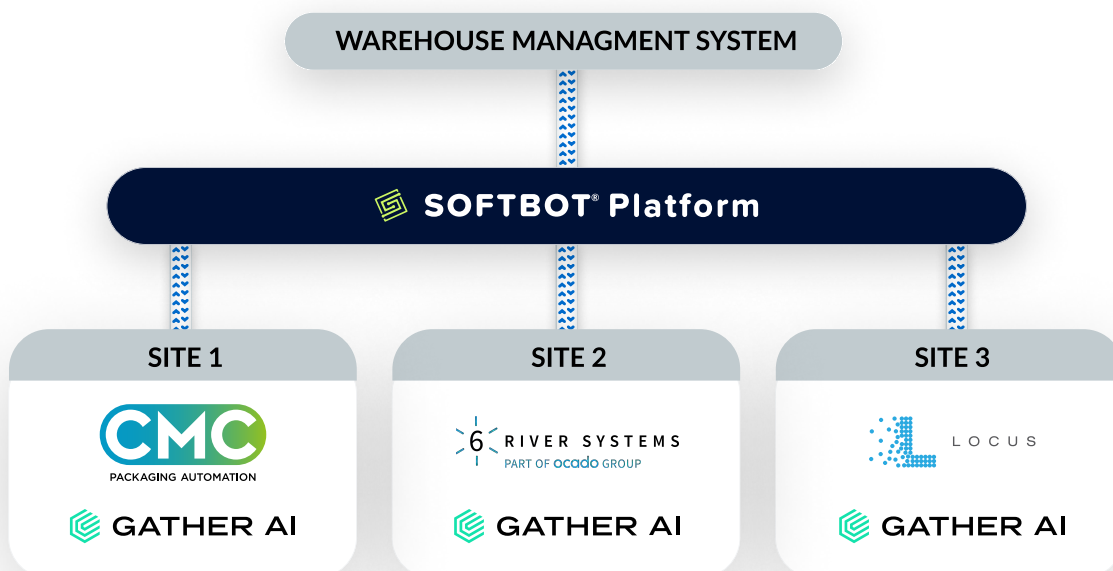 WAREHOUSE MANAGMENT SYSTEM
SOFTBOT® Platform
SITE 1
CMC
PACKAGING AUTOMATION
GATHER AI
SITE 2
6 RIVER SYSTEMS
PART OF ocado GROUP
GATHER AI
SITE 3
LOCUS
GATHER AI